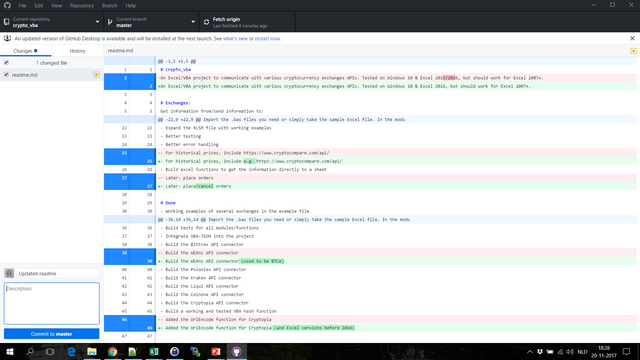 File Edit View Repository Branch Help
Current repository
crypto_vba
Current branch
master
Fetch origin
Last fetched 4 minutes ago
An updated version of GitHub Desktop is available and will be installed at the next launch. See what's new or restart now.
Changes
History
readme.md
1 changed file
readme.md
@@ -1,5 +1,5 @@
1 1 # crypto_vba
2 -An Excel/VBA project to communicate with various cryptocurrency exchanges APIs. Tested on Windows 10 & Excel 2013/2016, but should work for Excel 2007+.
2 +An Excel/VBA project to communicate with various cryptocurrency exchanges APIs. Tested on Windows 10 & Excel 2016, but should work for Excel 2007+.
3 3
4 4 # Exchanges:
5 5 Get information from/send information to:
@@ -22,9 +22,9 @@ Import the .bas files you need or simply take the sample Excel file. In the modu
22 22 - Expand the XLSM file with working examples
23 23 - Better testing
24 24 - Better error handling
25 -- For historical prices, include https://www.cryptocompare.com/api/
25 +- For historical prices, include e.g. https://www.cryptocompare.com/api/
26 26 - Build excel functions to get the information directly to a sheet
27 -- Later: place orders
27 +- Later: place/cancel orders
28 28
29 29 # Done
30 30 - Working examples of several exchanges in the example file
@@ -36,14 +36,14 @@ Import the .bas files you need or simply take the sample Excel file. In the modu
36 36 - Build tests for all modules/functions
37 37 - Integrate VBA-JSON into the project
38 38 - Build the Bittrex API connector
39 -- Build the WEXnz API connector
39 +- Build the WEXnz API connector (used to be BTCe)
40 40 - Build the Poloniex API connector
41 41 - Build the Kraken API connector
42 42 - Build the Liqui API connector
43 43 - Build the Coinone API connector
44 44 - Build the Cryptopia API connector
45 45 - Build a working and tested VBA hash function
46 -- Added the UrlEncode function for Cryptopia
46 +- Added the UrlEncode function for Cryptopia (and Excel versions before 2016)
47 47
Updated readme
Description
Commit to master
NLD
18:28
20-11-2017